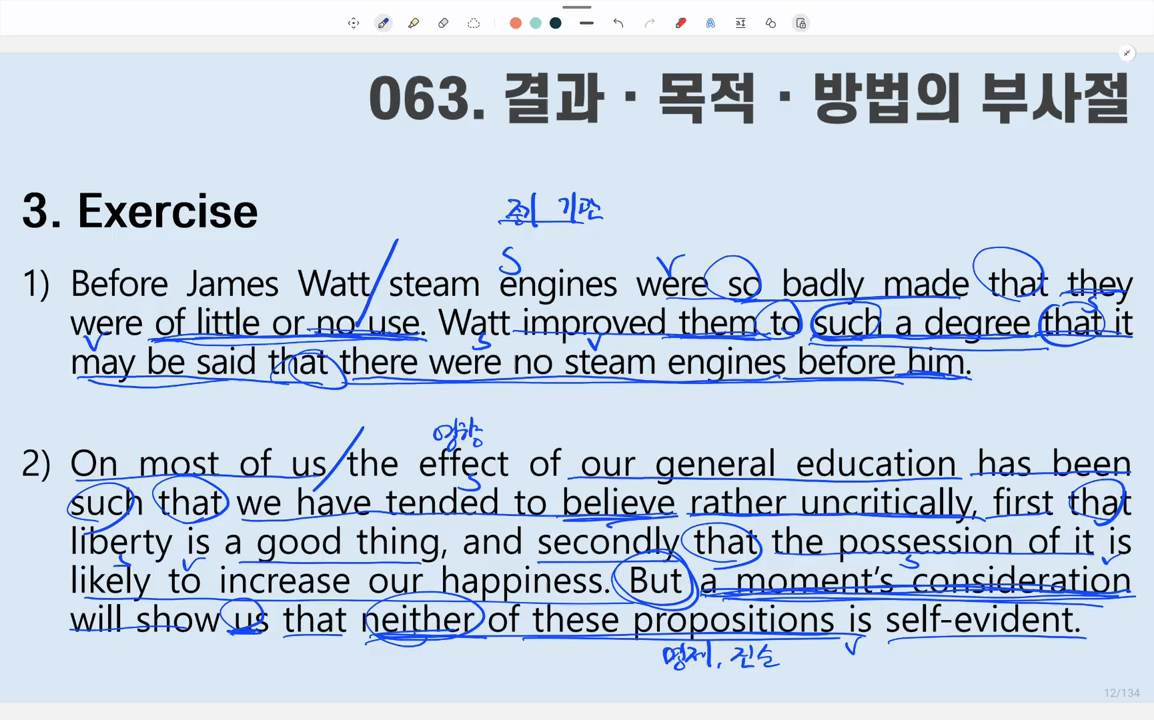 063. 결과 · 목적 · 방법의 부사절
3. Exercise
증기 기관
S
V
1) Before James Watt steam engines were so badly made that they
were of little or no use. Watt improved them to such a degree that it
S
V
S
V
may be said that there were no steam engines before him.
영향
2) On most of us the effect of our general education has been
S
such that we have tended to believe rather uncritically, first that
liberty is a good thing, and secondly that the possession of it is
S
V
S
V
likely to increase our happiness. But a moment's consideration
will show us that neither of these propositions is self-evident.
명제, 진술
V
12/134